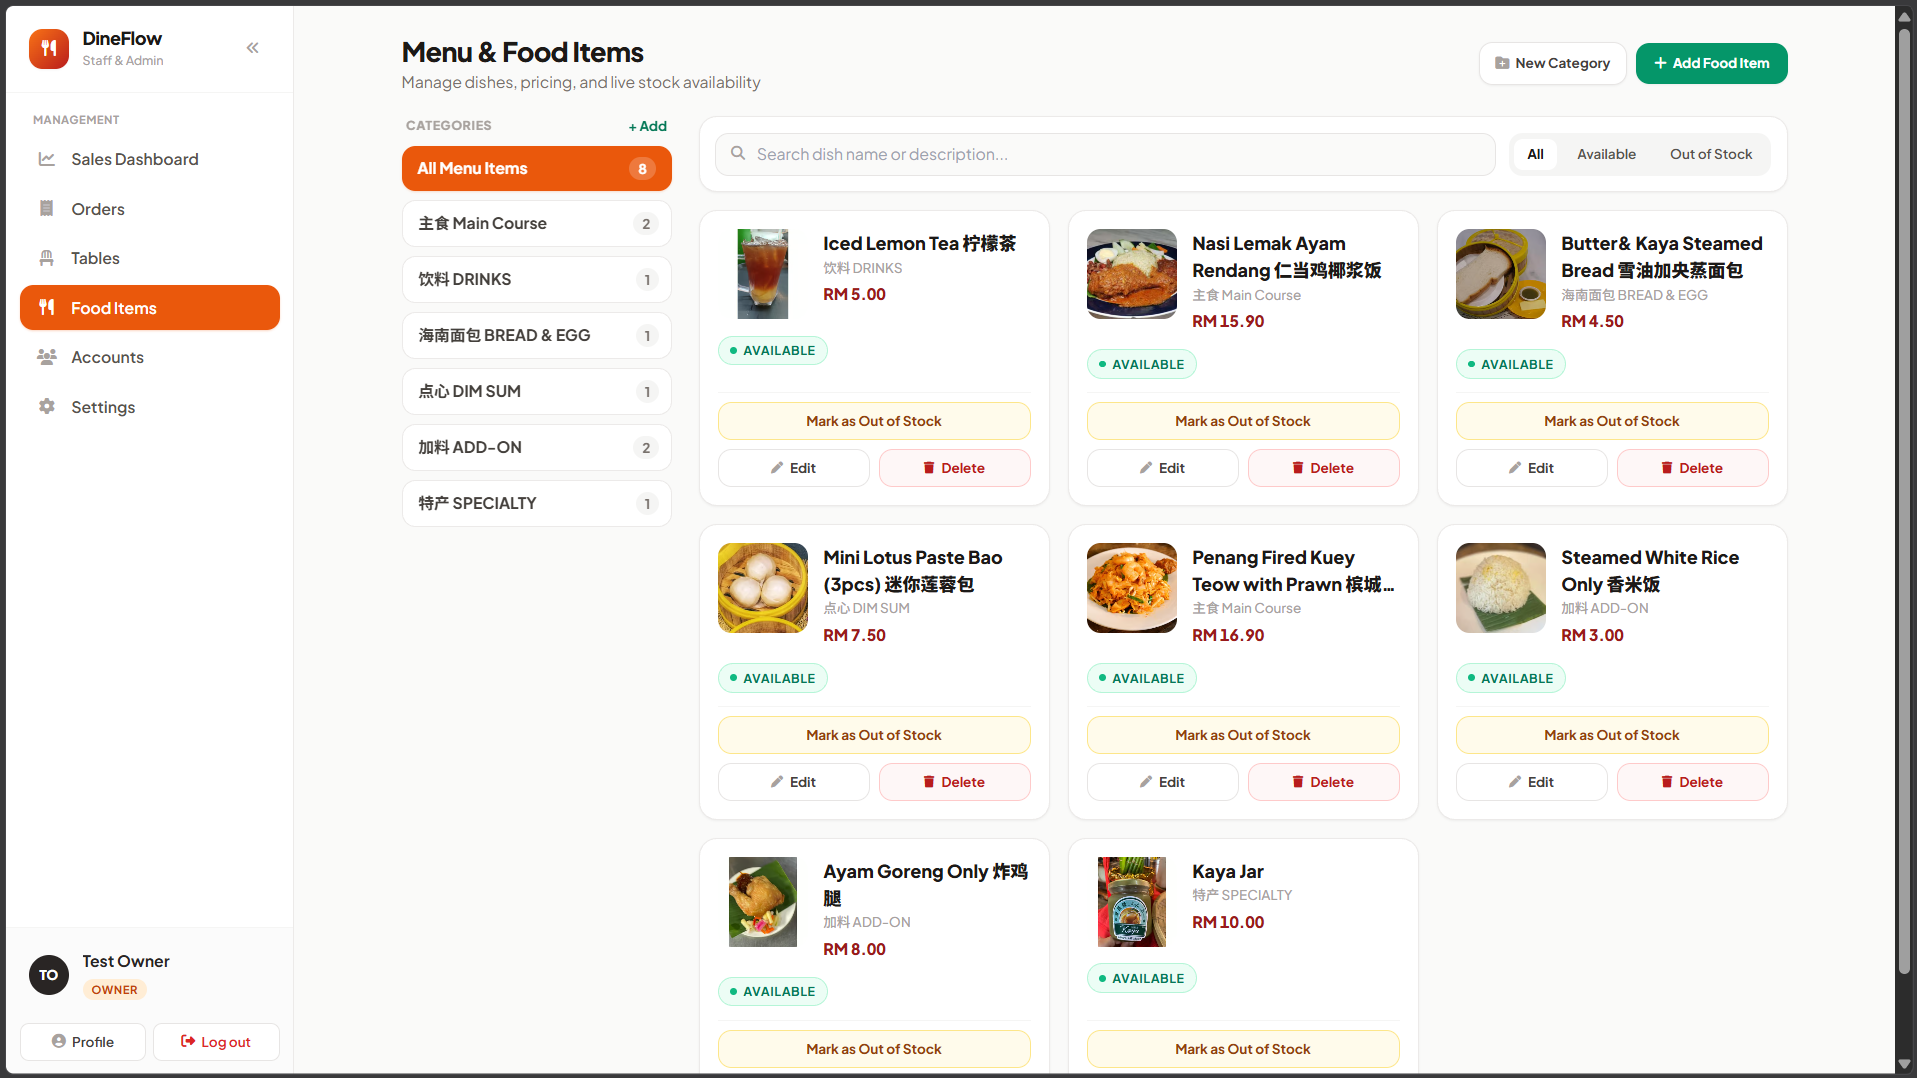 DineFlow
Staff & Admin
MANAGEMENT
Sales Dashboard
Orders
Tables
Food Items
Accounts
Settings
Test Owner
TO
OWNER
Profile
Log out
Menu & Food Items
Manage dishes, pricing, and live stock availability
New Category
+ Add Food Item
CATEGORIES
+ Add
All Menu Items 8
主食 Main Course 2
饮料 DRINKS 1
海南面包 BREAD & EGG 1
点心 DIM SUM 1
加料 ADD-ON 2
特产 SPECIALTY 1
Search dish name or description...
All
Available
Out of Stock
Iced Lemon Tea 柠檬茶
饮料 DRINKS
RM 5.00
AVAILABLE
Mark as Out of Stock
Edit
Delete
Nasi Lemak Ayam
Rendang 仁当鸡椰浆饭
主食 Main Course
RM 15.90
AVAILABLE
Mark as Out of Stock
Edit
Delete
Butter& Kaya Steamed
Bread 雪油加央蒸面包
海南面包 BREAD & EGG
RM 4.50
AVAILABLE
Mark as Out of Stock
Edit
Delete
Mini Lotus Paste Bao
(3pcs) 迷你莲蓉包
点心 DIM SUM
RM 7.50
AVAILABLE
Mark as Out of Stock
Edit
Delete
Penang Fired Kuey
Teow with Prawn 槟城...
主食 Main Course
RM 16.90
AVAILABLE
Mark as Out of Stock
Edit
Delete
Steamed White Rice
Only 香米饭
加料 ADD-ON
RM 3.00
AVAILABLE
Mark as Out of Stock
Edit
Delete
Ayam Goreng Only 炸鸡
腿
加料 ADD-ON
RM 8.00
AVAILABLE
Mark as Out of Stock
Kaya Jar
特产 SPECIALTY
RM 10.00
AVAILABLE
Mark as Out of Stock
Kaya